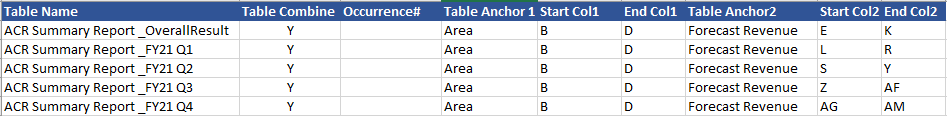 Table Name Table Combine Occurrence# Table Anchor 1 Start Col1 End Col1 Table Anchor2 Start Col2 End Col2
ACR Summary Report _OverallResult Y Area B D Forecast Revenue E K
ACR Summary Report _FY21 Q1 Y Area B D Forecast Revenue L R
ACR Summary Report _FY21 Q2 Y Area B D Forecast Revenue S Y
ACR Summary Report _FY21 Q3 Y Area B D Forecast Revenue Z AF
ACR Summary Report _FY21 Q4 Y Area B D Forecast Revenue AG AM